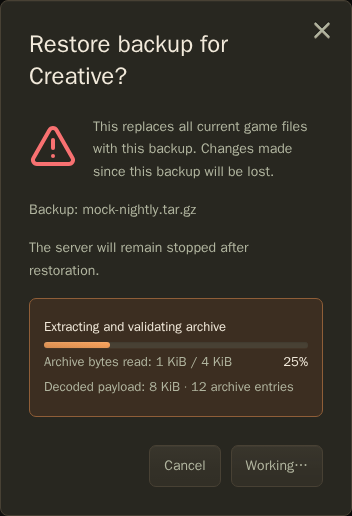 Restore backup for
Creative?
This replaces all current game files
with this backup. Changes made
since this backup will be lost.
Backup: mock-nightly.tar.gz
The server will remain stopped after
restoration.
Extracting and validating archive
Archive bytes read: 1 KiB / 4 KiB 25%
Decoded payload: 8 KiB · 12 archive entries
Cancel Working⋯